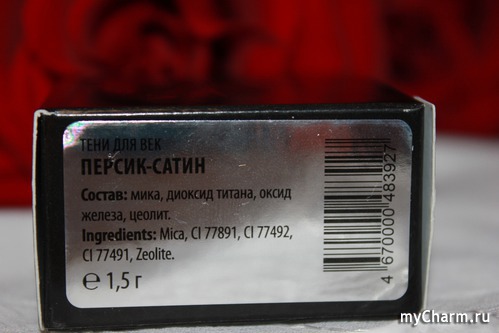 ТЕНИ ДЛЯ ВЕК
ПЕРСИК-САТИН
Состав: мика, диоксид титана, оксид
железа, цеолит.
Ingredients: Mica, CI 77891, CI 77492,
CI 77491, Zeolite.
℮ 1,5 г
4 670000 483927
myCharm.ru